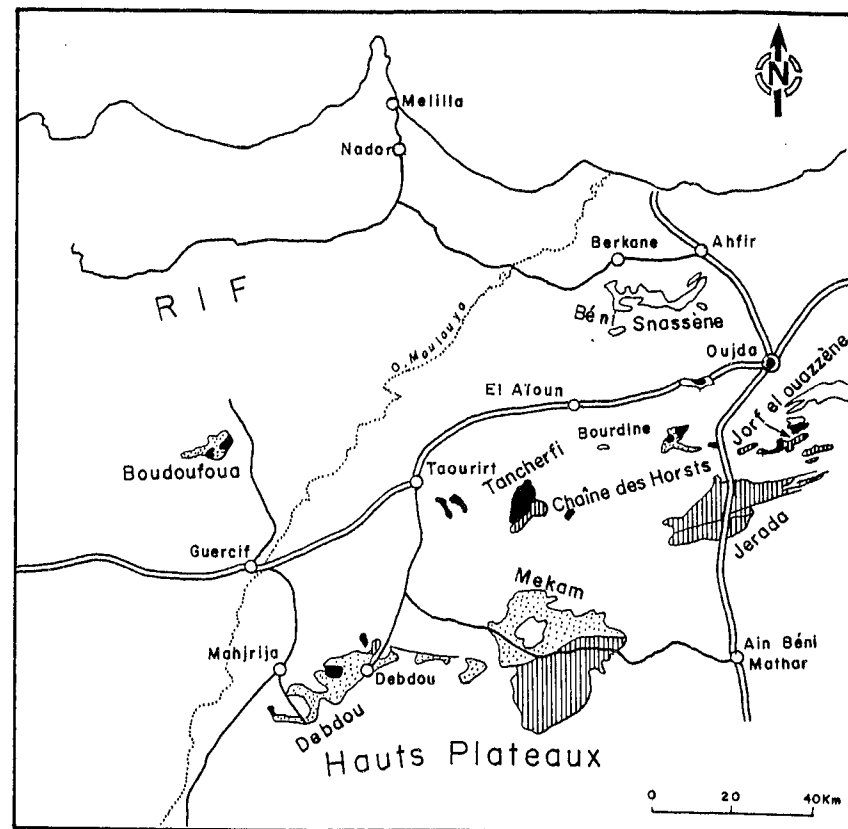 N
Melilla
Nador
Berkane
Ahfir
RIF
Béni
Snassène
O. Moulouya
Oujda
El Aïoun
Jorf el ouazzène
Bourdine
Boudoufoua
Taourirt
Tancherfi
Chaîne des Horsts
Jerada
Guercif
Mekam
Mahjrija
Debdou
Ain Béni
Mathar
Debdou
Hauts Plateaux
0 20 40Km